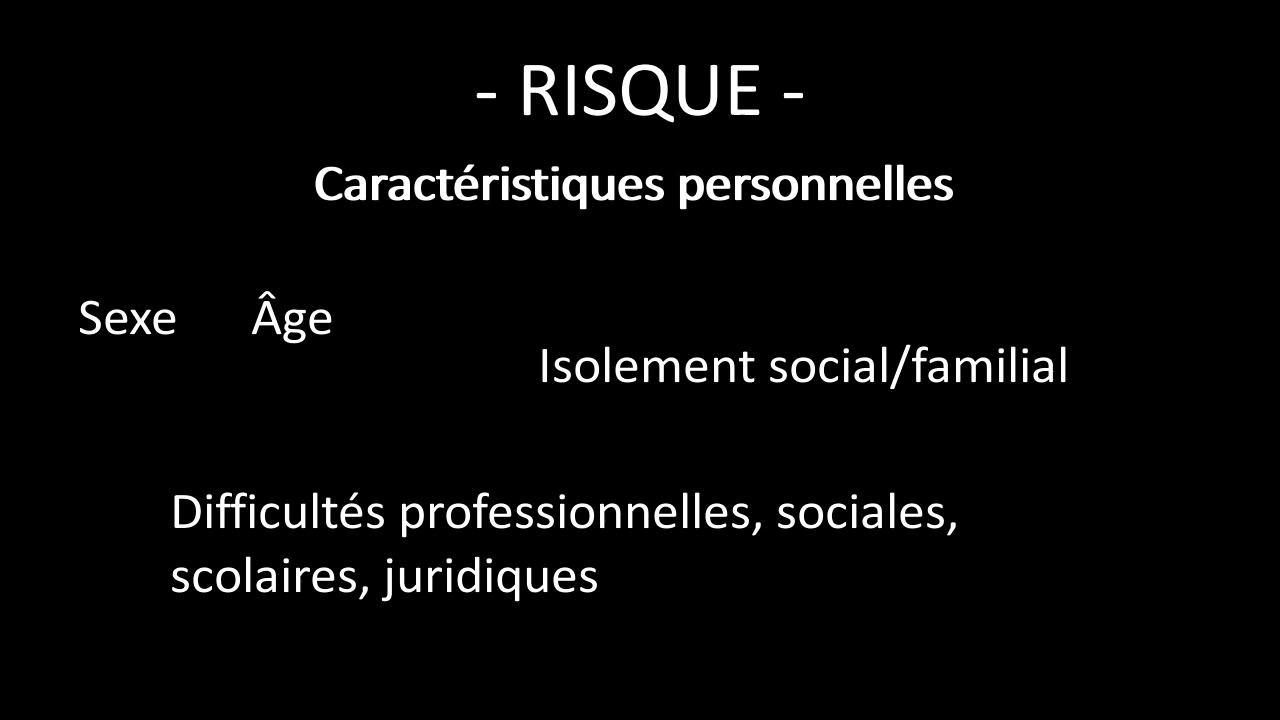 - RISQUE -
Caractéristiques personnelles
Sexe Âge
Isolement social/familial
Difficultés professionnelles, sociales,
scolaires, juridiques